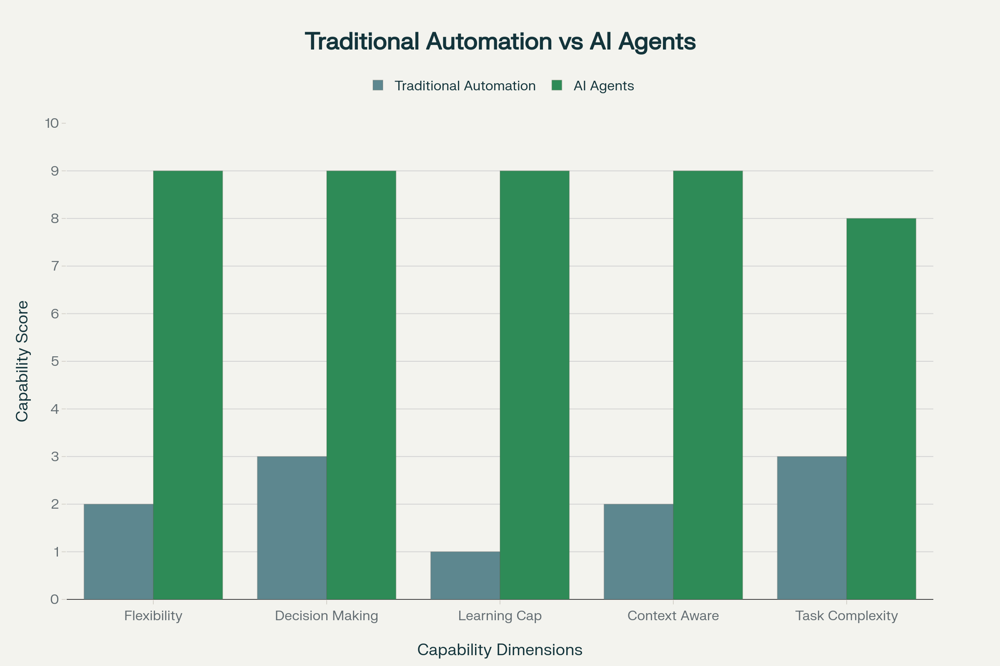 Traditional Automation vs AI Agents
Traditional Automation AI Agents
10
9
8
7
6
5
4
3
2
1
0
Capability Score
Flexibility Decision Making Learning Cap Context Aware Task Complexity
Capability Dimensions